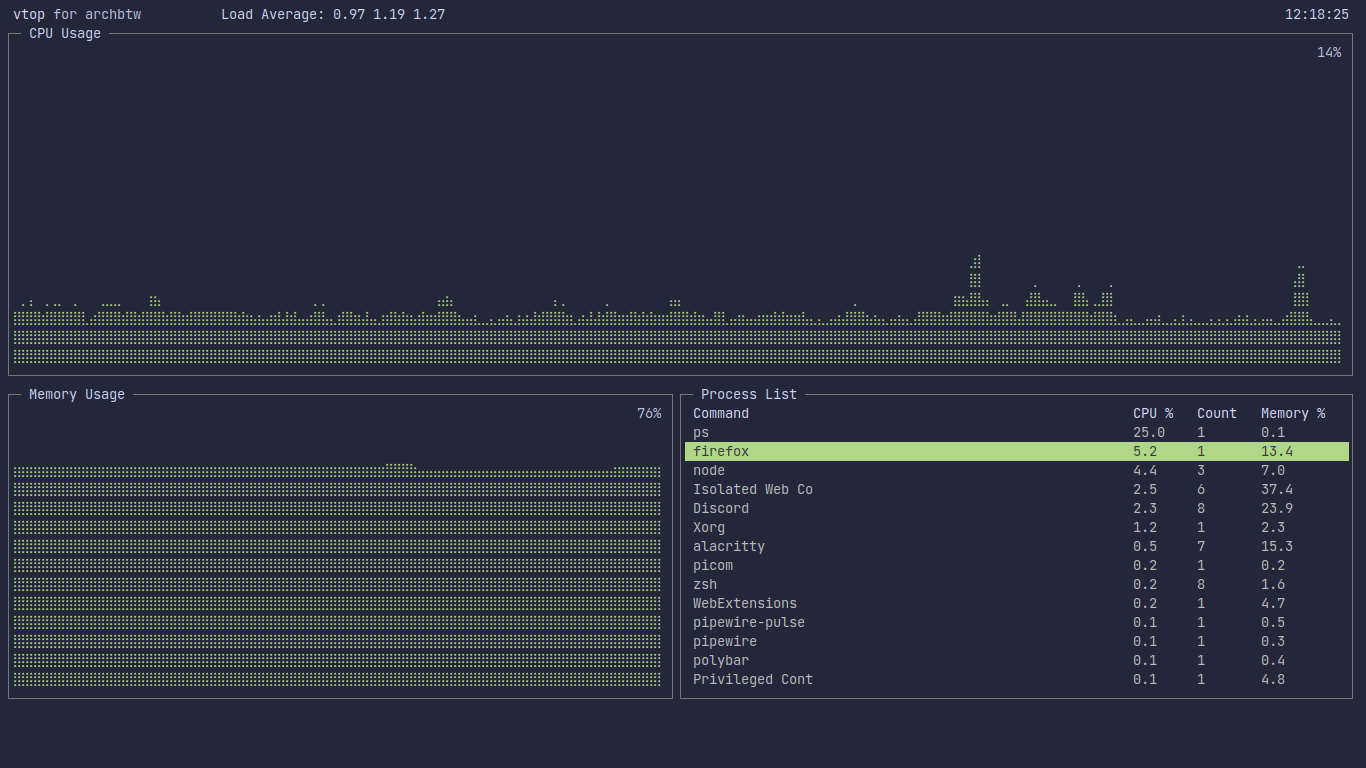 vtop for archbtw Load Average: 0.97 1.19 1.27 12:18:25
CPU Usage
14%
Memory Usage
76%
Process List
Command CPU % Count Memory %
ps 25.0 1 0.1
firefox 5.2 1 13.4
node 4.4 3 7.0
Isolated Web Co 2.5 6 37.4
Discord 2.3 8 23.9
Xorg 1.2 1 2.3
alacritty 0.5 7 15.3
picom 0.2 1 0.2
zsh 0.2 8 1.6
WebExtensions 0.2 1 4.7
pipewire-pulse 0.1 1 0.5
pipewire 0.1 1 0.3
polybar 0.1 1 0.4
Privileged Cont 0.1 1 4.8